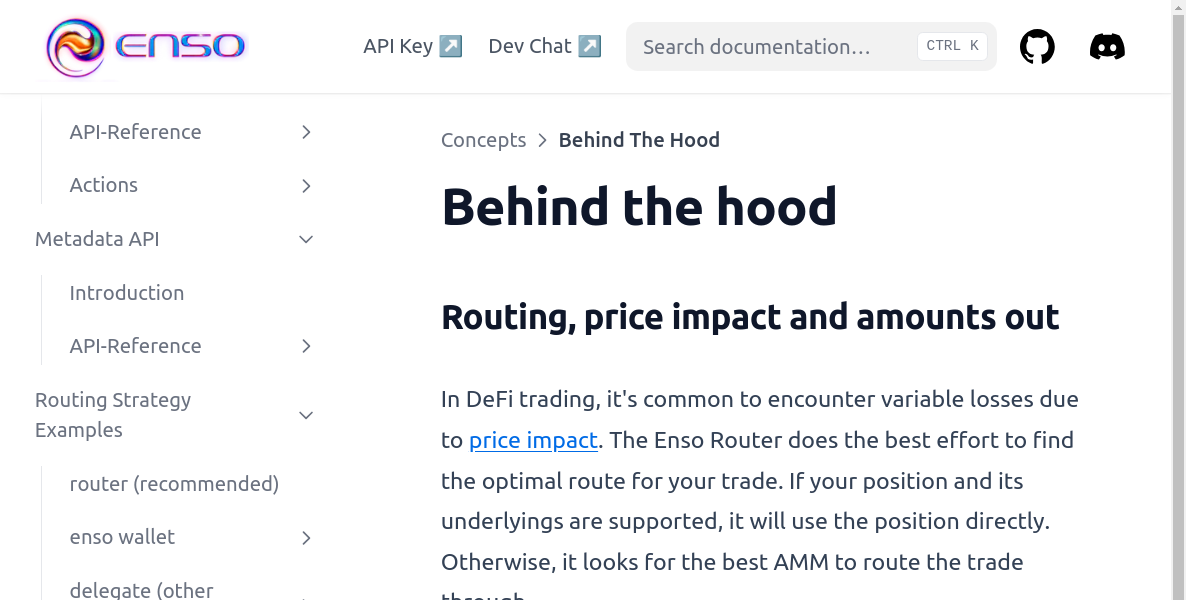 enso
API Key ↗
Dev Chat ↗
Search documentation…
CTRL K
API-Reference
Actions
Metadata API
Introduction
API-Reference
Routing Strategy
Examples
router (recommended)
enso wallet
delegate (other
Concepts > Behind The Hood
Behind the hood
Routing, price impact and amounts out
In DeFi trading, it's common to encounter variable losses due
to price impact. The Enso Router does the best effort to find
the optimal route for your trade. If your position and its
underlyings are supported, it will use the position directly.
Otherwise, it looks for the best AMM to route the trade
through.